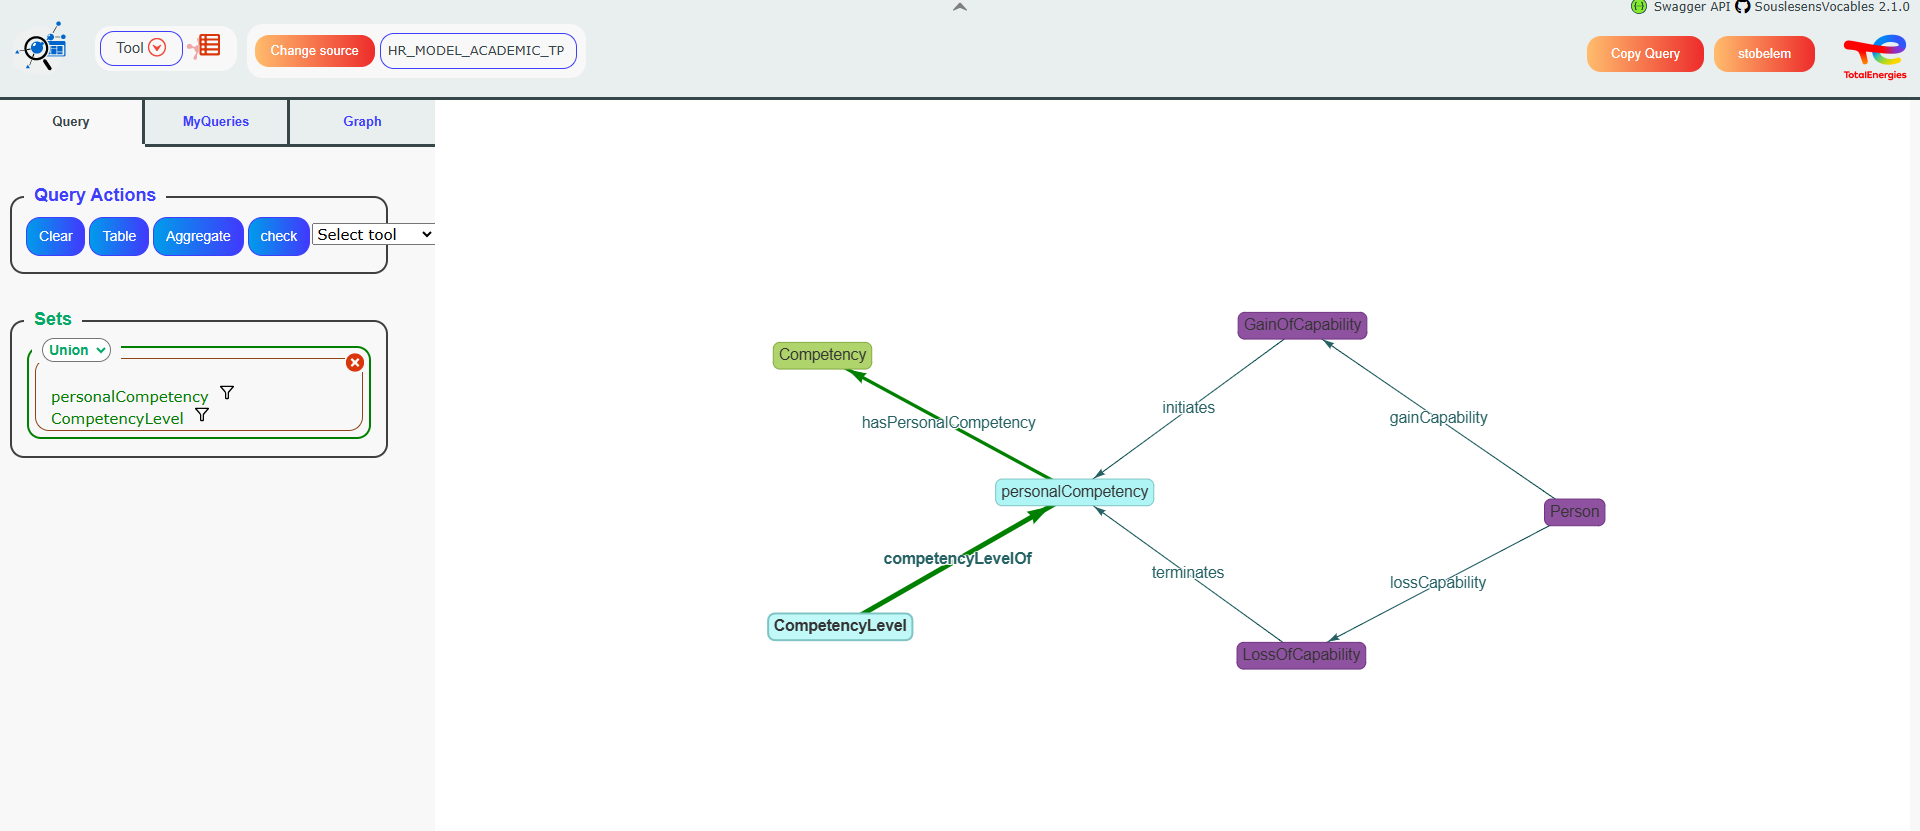 Swagger API SouslesensVocables 2.1.0
Tool
Change source
HR_MODEL_ACADEMIC_TP
Copy Query
stobelem
TotalEnergies
Query
MyQueries
Graph
Query Actions
Clear
Table
Aggregate
check
Select tool
Sets
Union
personalCompetency
CompetencyLevel
GainOfCapability
Competency
initiates
gainCapability
hasPersonalCompetency
personalCompetency
Person
competencyLevelOf
terminates
lossCapability
CompetencyLevel
LossOfCapability